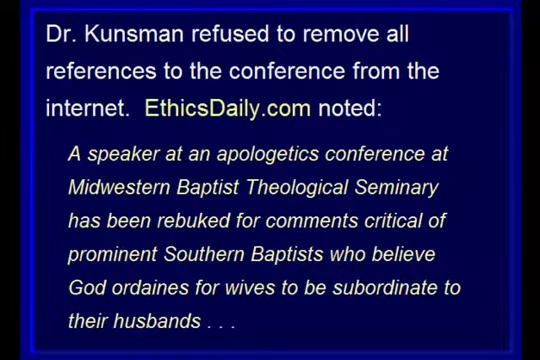 Dr. Kunsman refused to remove all
references to the conference from the
internet.  EthicsDaily.com noted:
A speaker at an apologetics conference at
Midwestern Baptist Theological Seminary
has been rebuked for comments critical of
prominent Southern Baptists who believe
God ordaines for wives to be subordinate to
their husbands . . .